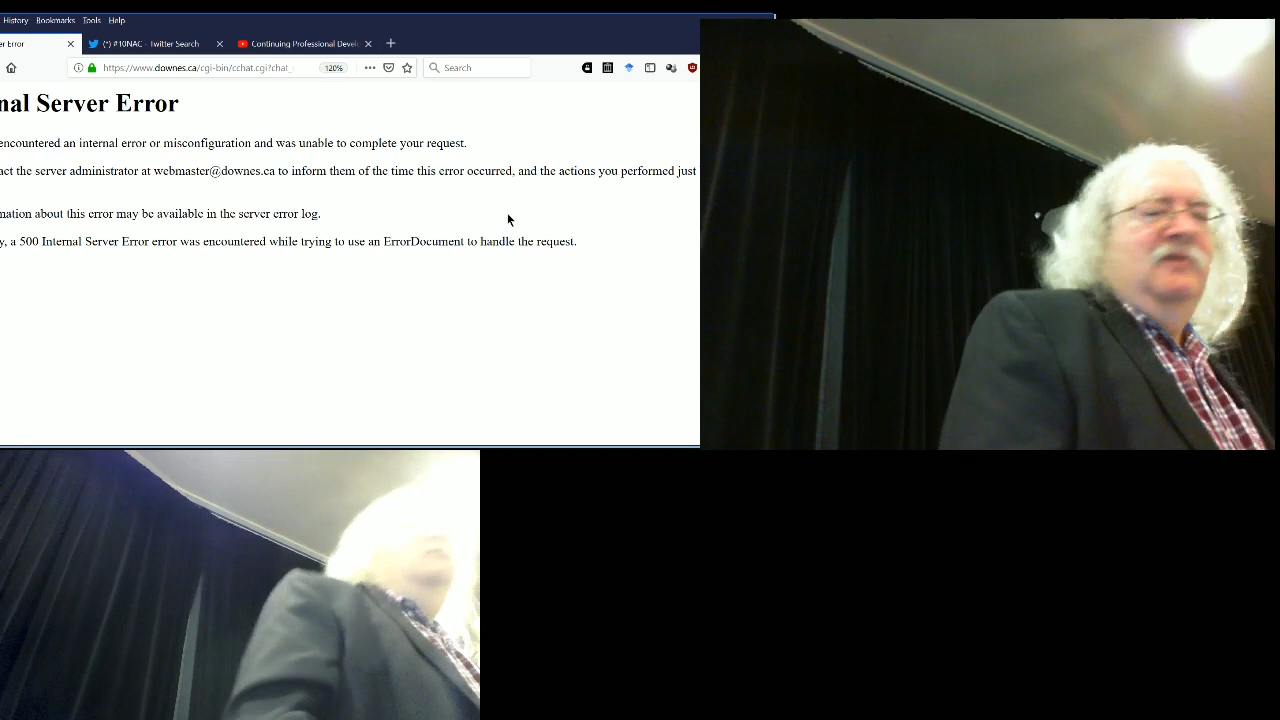 History Bookmarks Tools Help
er Error
(*) #10NAC - Twitter Search
Continuing Professional Devel
https://www.downes.ca/cgi-bin/cchat.cgi?chat_
120%
Search
nal Server Error
encountered an internal error or misconfiguration and was unable to complete your request.
act the server administrator at webmaster@downes.ca to inform them of the time this error occurred, and the actions you performed just
mation about this error may be available in the server error log.
y, a 500 Internal Server Error error was encountered while trying to use an ErrorDocument to handle the request.